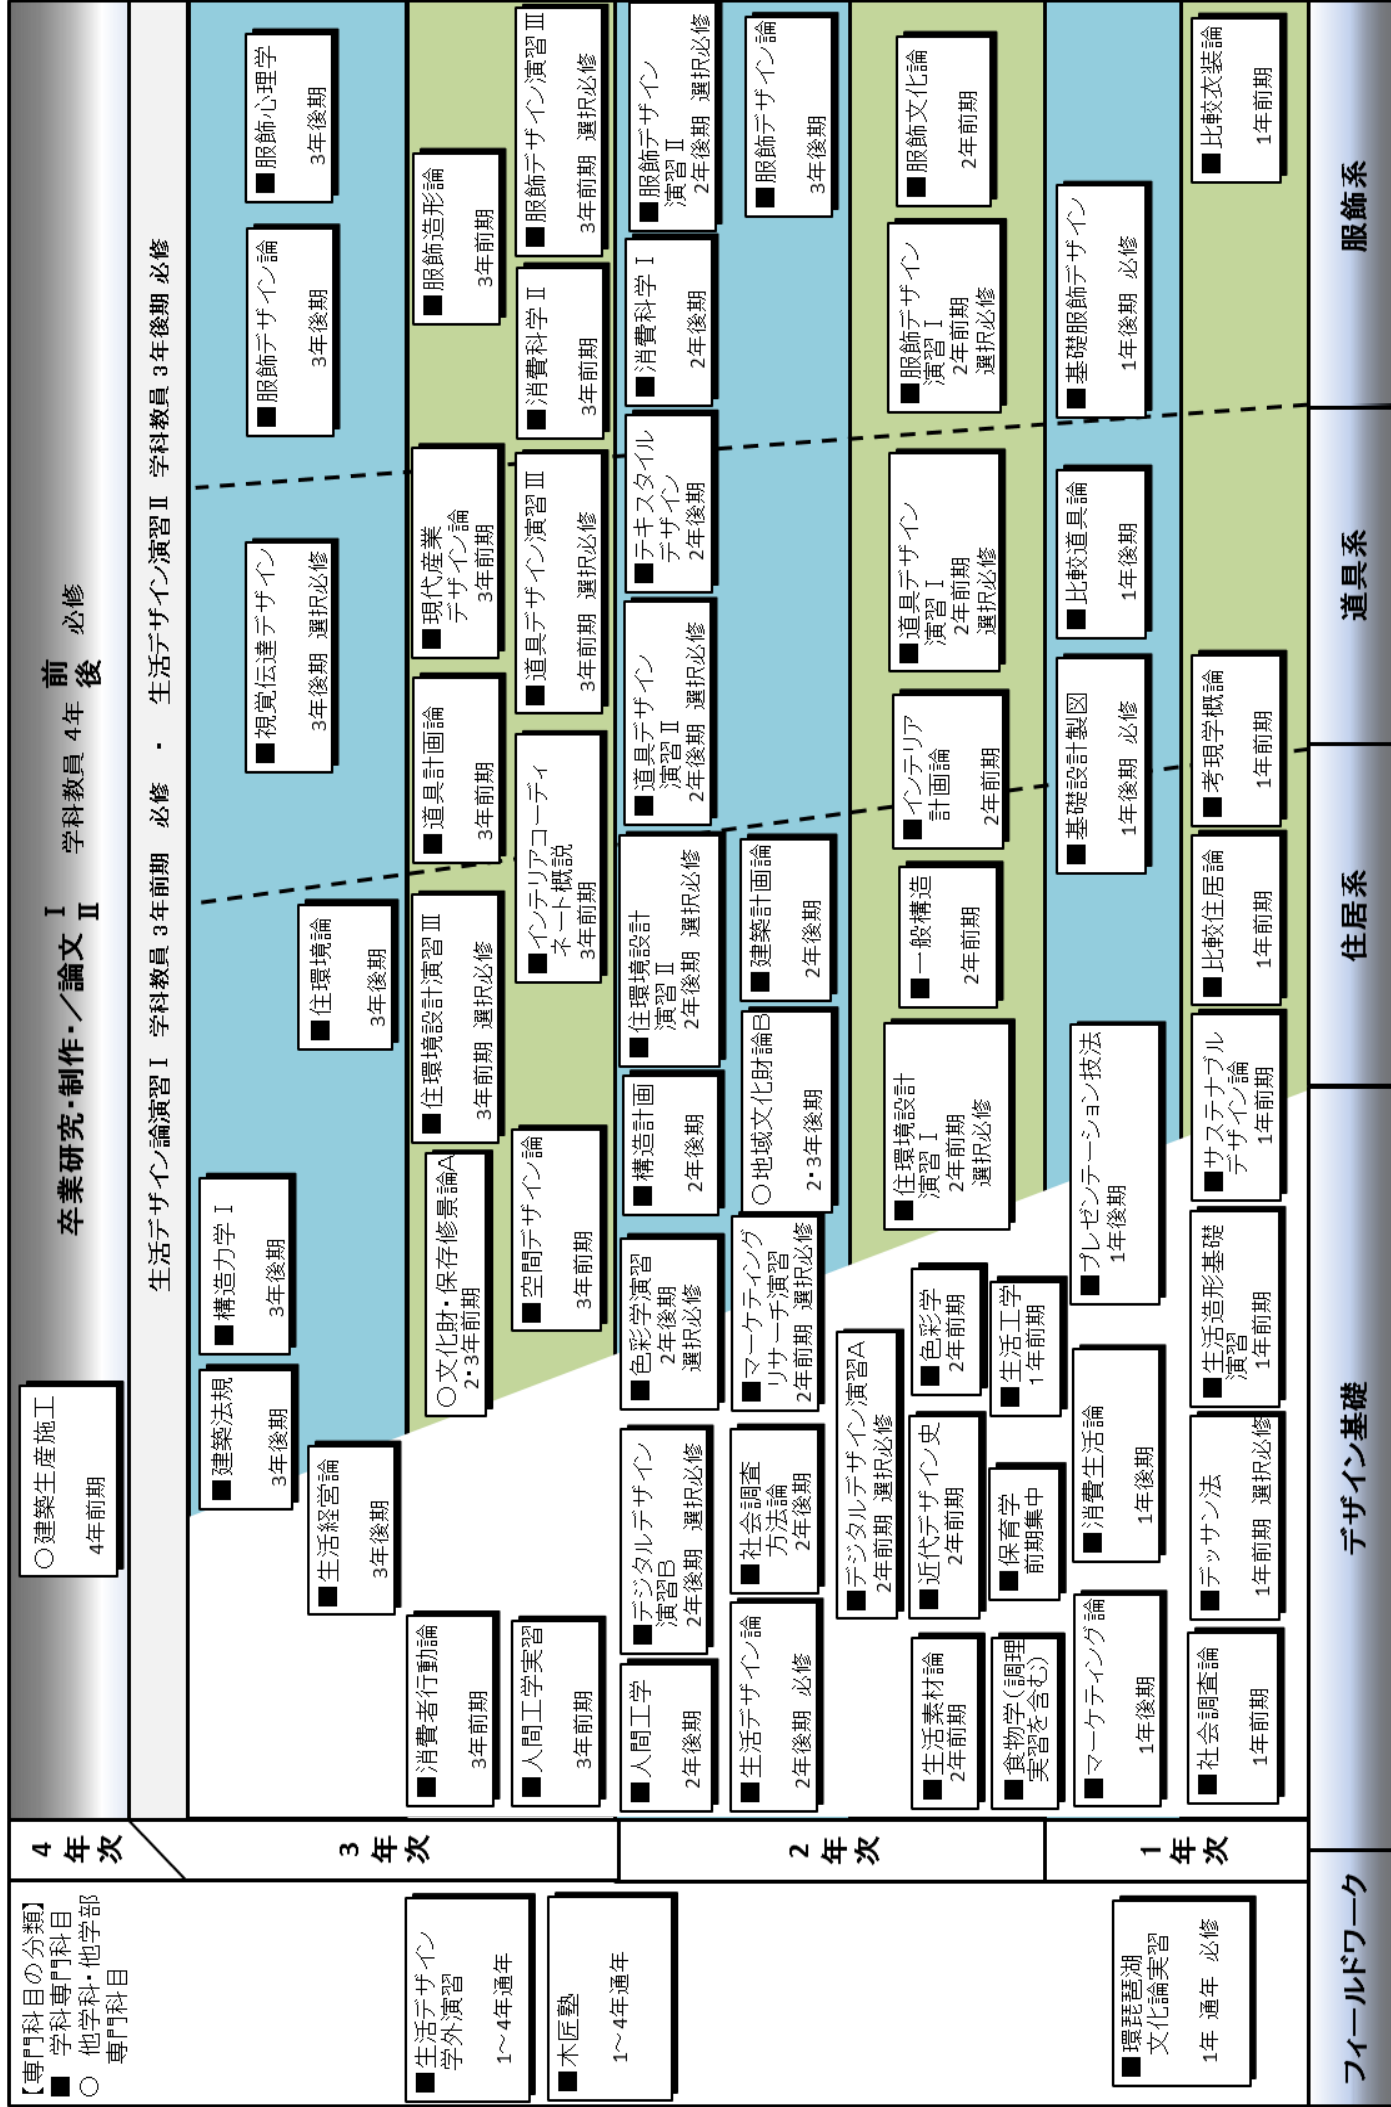 【専門科目の分類】
■ 学科専門科目
○ 他学科・他学部
専門科目
4
年
次
○建築生産施工
4年前期
卒業研究・制作・/論文 Ⅰ
Ⅱ
学科教員 4年
前
後
必修
生活デザイン論演習Ⅰ 学科教員 3年前期 必修 ・ 生活デザイン演習Ⅱ 学科教員 3年後期 必修
3
年
次
■建築法規
3年後期
■構造力学Ⅰ
3年後期
■視覚伝達デザイン
3年後期 選択必修
■服飾デザイン論
3年後期
■服飾心理学
3年後期
■生活経営論
3年後期
■住環境論
3年後期
■生活デザイン
学外演習
1～4年通年
■消費者行動論
3年前期
○文化財・保存修景論A
2・3年前期
■住環境設計演習Ⅲ
3年前期 選択必修
■道具計画論
3年前期
■現代産業
デザイン論
3年前期
■服飾造形論
3年前期
■人間工学実習
3年前期
■空間デザイン論
3年前期
■インテリアコーディ
ネート概説
3年前期
■道具デザイン演習Ⅲ
3年前期 選択必修
■消費科学Ⅱ
3年前期
■服飾デザイン演習Ⅲ
3年前期 選択必修
■木匠塾
1～4年通年
2
年
次
■人間工学
2年後期
■デジタルデザイン
演習B
2年後期 選択必修
■色彩学演習
2年後期
選択必修
■構造計画
2年後期
■住環境設計
演習Ⅱ
2年後期 選択必修
■道具デザイン
演習Ⅱ
2年後期 選択必修
■テキスタイル
デザイン
2年後期
■消費科学Ⅰ
2年後期
■服飾デザイン
演習Ⅱ
2年後期 選択必修
■生活デザイン論
2年後期 必修
■社会調査
方法論
2年後期
■マーケティング
リサーチ演習
2年前期 選択必修
○地域文化財論B
2・3年後期
■建築計画論
2年後期
■服飾デザイン論
3年後期
■デジタルデザイン演習A
2年前期 選択必修
■住環境設計
演習Ⅰ
2年前期
選択必修
■一般構造
2年前期
■インテリア
計画論
2年前期
■道具デザイン
演習Ⅰ
2年前期
選択必修
■服飾デザイン
演習Ⅰ
2年前期
選択必修
■服飾文化論
2年前期
■生活素材論
2年前期
■近代デザイン史
2年前期
■色彩学
2年前期
■食物学(調理
実習を含む)
■保育学
前期集中
■生活工学
1年前期
1
年
次
■マーケティング論
1年後期
■消費生活論
1年後期
■プレゼンテーション技法
1年後期
■基礎設計製図
1年後期 必修
■比較道具論
1年後期
■基礎服飾デザイン
1年後期 必修
■環琵琶湖
文化論実習
1年 通年 必修
■社会調査論
1年前期
■デッサン法
1年前期 選択必修
■生活造形基礎
演習
1年前期
■サステナブル
デザイン論
1年前期
■比較住居論
1年前期
■考現学概論
1年前期
■比較衣装論
1年前期
フィールドワーク
デザイン基礎
住居系
道具系
服飾系